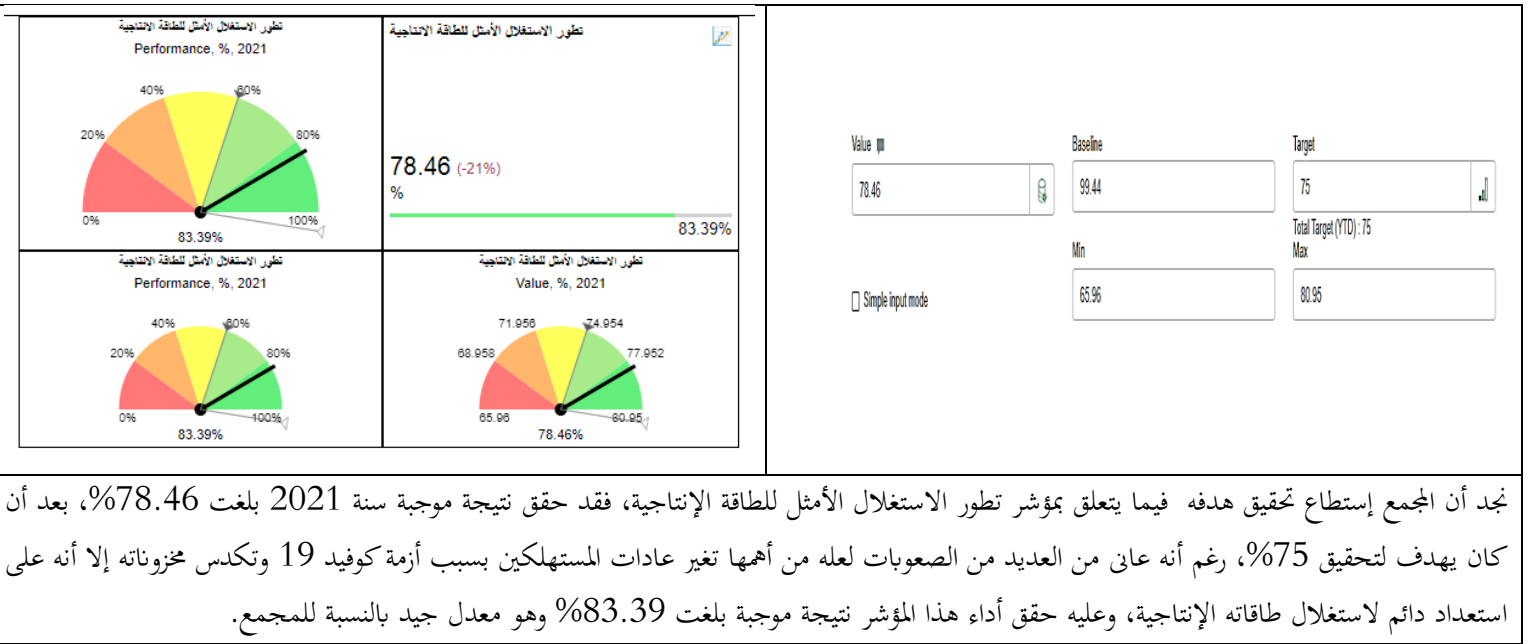 تطور الاستغلال الأمثل للطاقة الانتاجية
Performance, %, 2021
0%
20%
40%
60%
80%
100%
83.39%
تطور الاستغلال الأمثل للطاقة الانتاجية
78.46 (-21%)
%
83.39%
تطور الاستغلال الأمثل للطاقة الانتاجية
Performance, %, 2021
0%
20%
40%
60%
80%
100%
83.39%
تطور الاستغلال الأمثل للطاقة الانتاجية
Value, %, 2021
65.96
68.958
71.956
74.954
77.952
80.95
78.46%
Value
78.46
Baseline
99.44
Target
75
Total Target (YTD) : 75
Simple input mode
Min
65.96
Max
80.95
نجد أن المجمع إستطاع تحقيق هدفه فيما يتعلق بمؤشر تطور الاستغلال الأمثل للطاقة الإنتاجية، فقد حقق نتيجة موجبة سنة 2021 بلغت 78.46%، بعد أن
كان يهدف لتحقيق 75%، رغم أنه عانى من العديد من الصعوبات لعله من أهمها تغير عادات المستهلكين بسبب أزمة كوفيد 19 وتكدس مخزوناته إلا أنه على
استعداد دائم لاستغلال طاقاته الإنتاجية، وعليه حقق أداء هذا المؤشر نتيجة موجبة بلغت 83.39% وهو معدل جيد بالنسبة للمجمع.